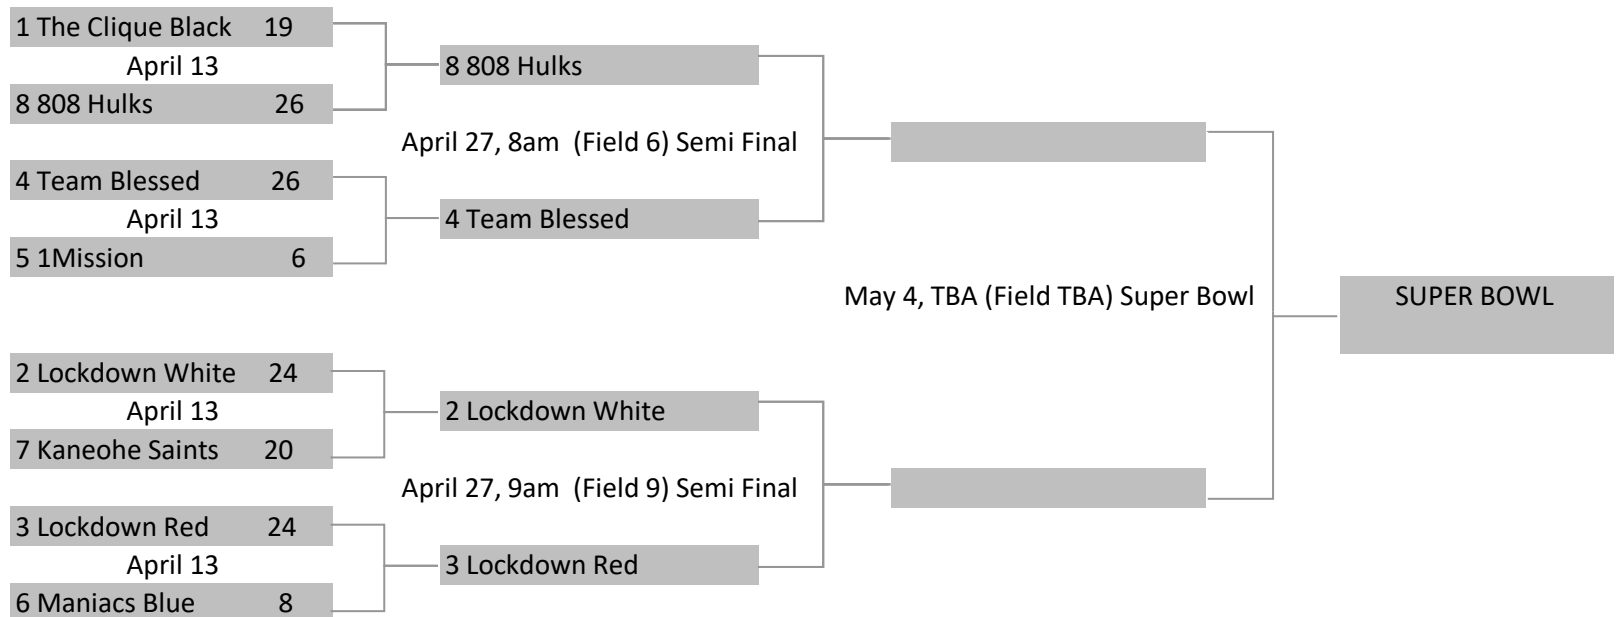 1 The Clique Black 19
April 13
8 808 Hulks 26
8 808 Hulks
April 27, 8am (Field 6) Semi Final
4 Team Blessed 26
April 13
5 1Mission 6
4 Team Blessed
May 4, TBA (Field TBA) Super Bowl
SUPER BOWL
2 Lockdown White 24
April 13
7 Kaneohe Saints 20
2 Lockdown White
April 27, 9am (Field 9) Semi Final
3 Lockdown Red 24
April 13
6 Maniacs Blue 8
3 Lockdown Red